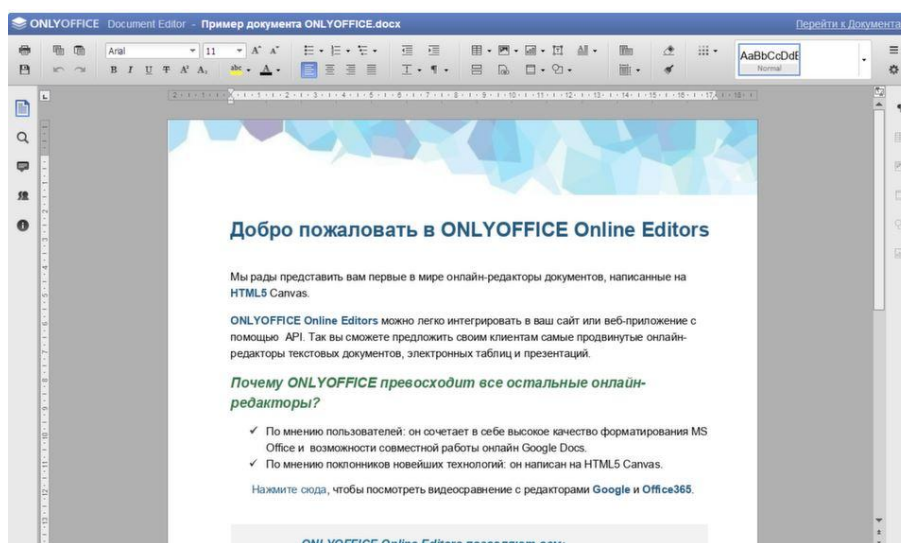 ONLYOFFICE Document Editor - Пример документа ONLYOFFICE.docx
Перейти к Документа
Arial 11
AaBbCcDdE
Normal
Добро пожаловать в ONLYOFFICE Online Editors
Мы рады представить вам первые в мире онлайн-редакторы документов, написанные на
HTML5 Canvas.
ONLYOFFICE Online Editors можно легко интегрировать в ваш сайт или веб-приложение с
помощью API. Так вы сможете предложить своим клиентам самые продвинутые онлайн-
редакторы текстовых документов, электронных таблиц и презентаций.
Почему ONLYOFFICE превосходит все остальные онлайн-
редакторы?
✓ По мнению пользователей: он сочетает в себе высокое качество форматирования MS
Office и возможности совместной работы онлайн Google Docs.
✓ По мнению поклонников новейших технологий: он написан на HTML5 Canvas.
Нажмите сюда, чтобы посмотреть видеосравнение с редакторами Google и Office365.